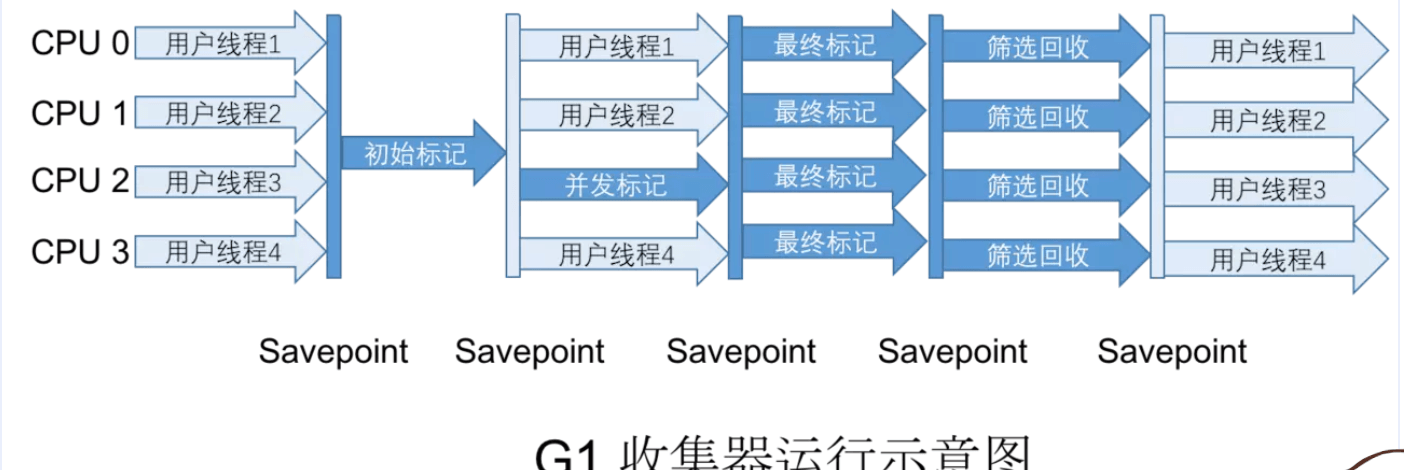 CPU 0 用户线程1 用户线程1 最终标记 筛选回收 用户线程1
CPU 1 用户线程2 用户线程2 最终标记 筛选回收 用户线程2
初始标记
CPU 2 用户线程3 并发标记 最终标记 筛选回收 用户线程3
CPU 3 用户线程4 用户线程4 最终标记 筛选回收 用户线程4
Savepoint Savepoint Savepoint Savepoint Savepoint
G1 收集器运行示意图